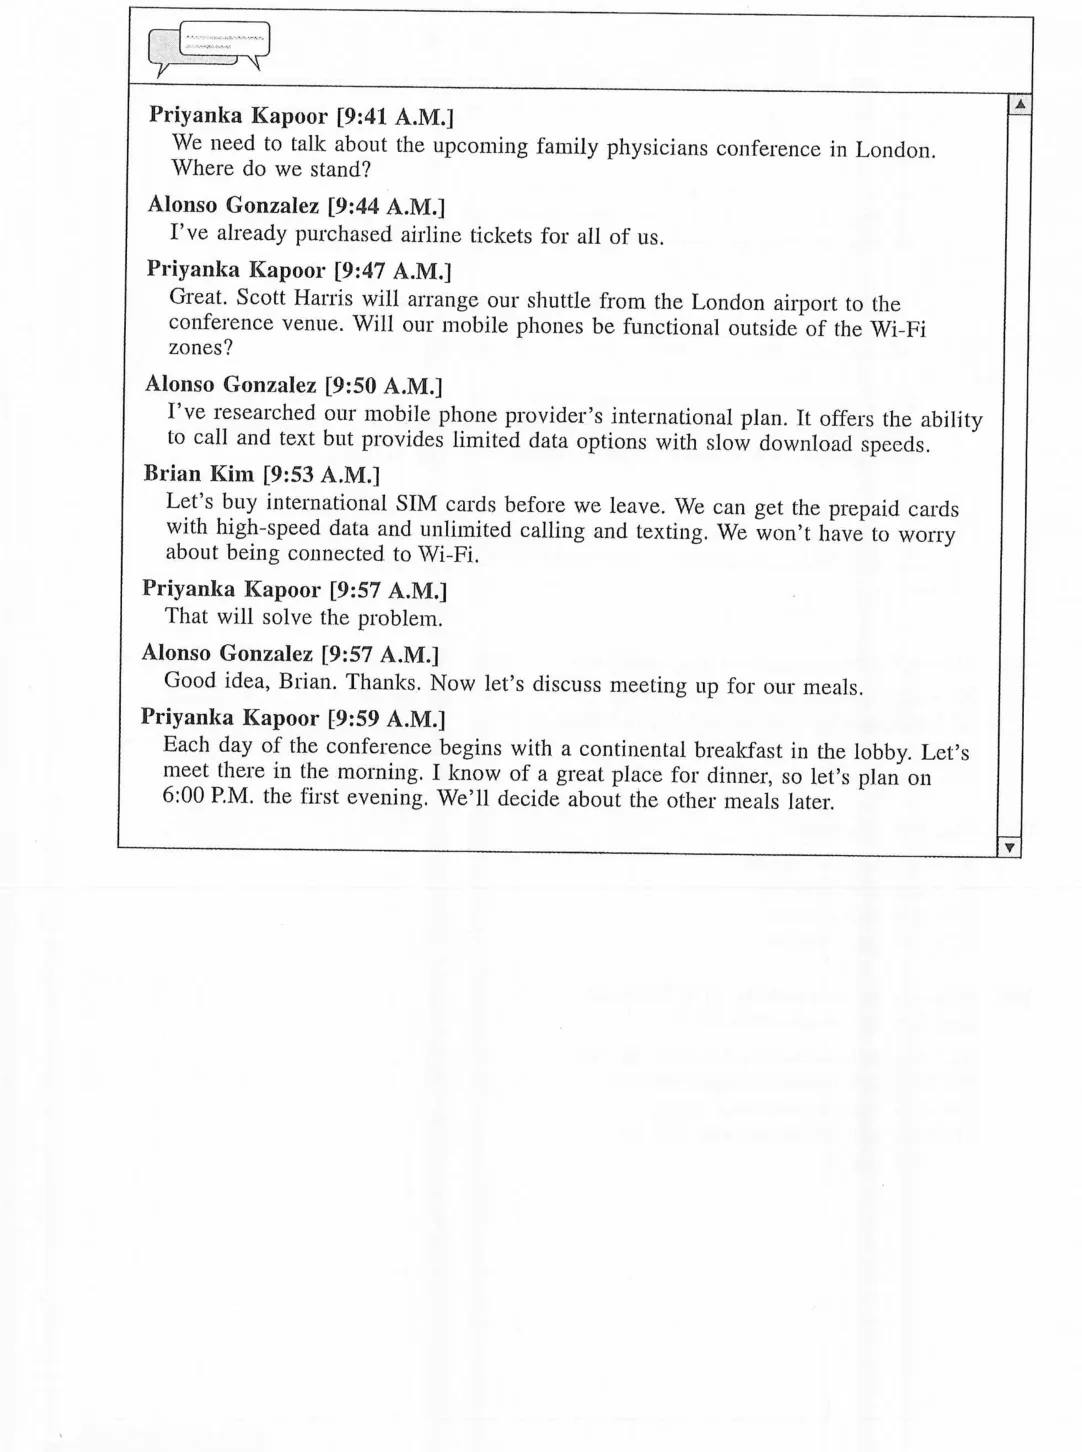 Priyanka Kapoor [9:41 A.M.]
We need to talk about the upcoming family physicians conference in London.
Where do we stand?
Alonso Gonzalez [9:44 A.M.]
I've already purchased airline tickets for all of us.
Priyanka Kapoor [9:47 A.M.]
Great. Scott Harris will arrange our shuttle from the London airport to the
conference venue. Will our mobile phones be functional outside of the Wi-Fi
zones?
Alonso Gonzalez [9:50 A.M.]
I've researched our mobile phone provider's international plan. It offers the ability
to call and text but provides limited data options with slow download speeds.
Brian Kim [9:53 A.M.]
Let's buy international SIM cards before we leave. We can get the prepaid cards
with high-speed data and unlimited calling and texting. We won't have to worry
about being connected to Wi-Fi.
Priyanka Kapoor [9:57 A.M.]
That will solve the problem.
Alonso Gonzalez [9:57 A.M.]
Good idea, Brian. Thanks. Now let's discuss meeting up for our meals.
Priyanka Kapoor [9:59 A.M.]
Each day of the conference begins with a continental breakfast in the lobby. Let's
meet there in the morning. I know of a great place for dinner, so let's plan on
6:00 P.M. the first evening. We'll decide about the other meals later.